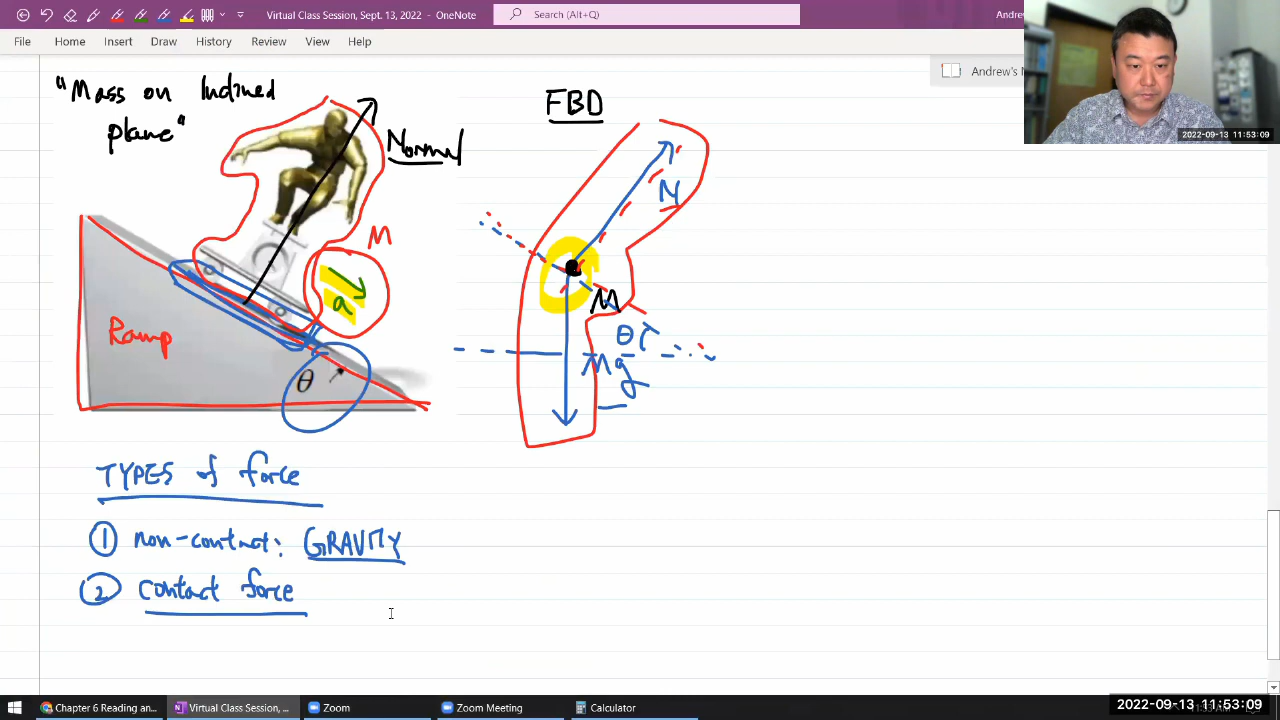 Virtual Class Session, Sept. 13, 2022 - OneNote
Search (Alt+Q)
Andrew
File Home Insert Draw History Review View Help
Andrew's N
2022-09-13 11:53:09
"Mass on Inclined
plane"
Normal
M
a
Ramp
θ
FBD
N
M
θ
Mg
TYPES of force
① non-contact: GRAVITY
② contact force
Chapter 6 Reading an...
Virtual Class Session,...
Zoom
Zoom Meeting
Calculator
2022-09-13 11:53:09